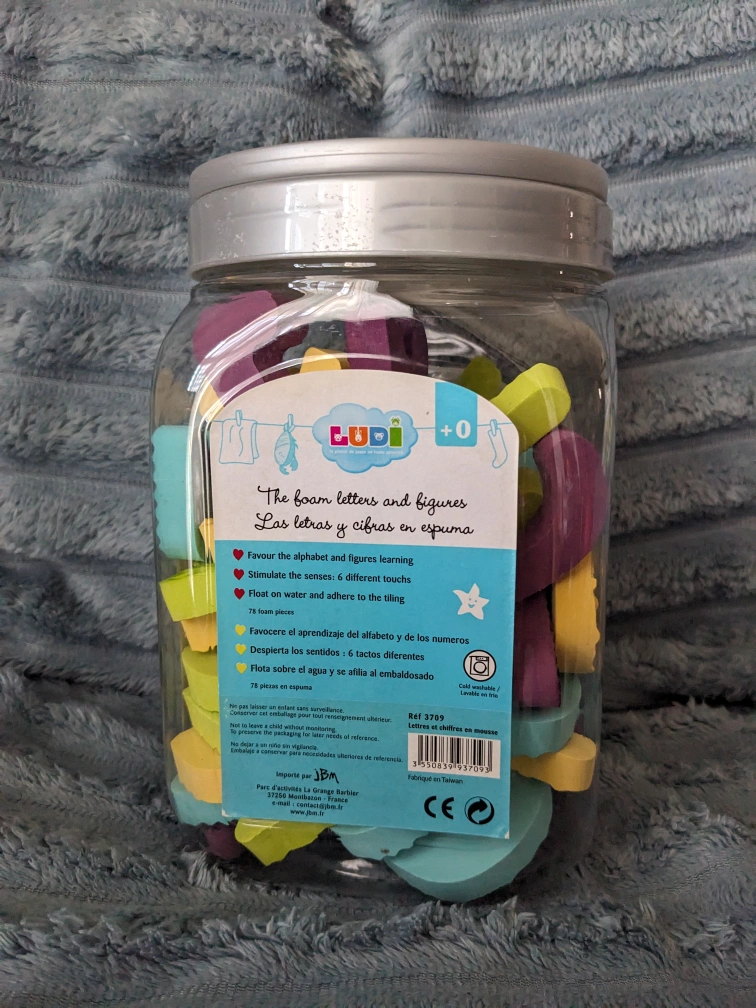 LUDI
+0
The foam letters and figures
Las letras y cifras en espuma
Favour the alphabet and figures learning
Stimulate the senses: 6 different touchs
Float on water and adhere to the tiling
78 foam pieces
Favocere el aprendizaje del alfabeto y de los numeros
Despierta los sentidos : 6 tactos diferentes
Flota sobre el agua y se afilia al embaldosado
78 piezas en espuma
Cold washable /
Lavable en frio
Ne pas laisser un enfant sans surveillance.
Conserver cet emballage pour tout renseignement ultérieur.
Not to leave a child without monitoring.
To preserve the packaging for later needs of reference.
No dejar a un niño sin vigilancia.
Embalaje a conservar para necesidades ulteriores de referencia.
Réf 3709
Lettres et chiffres en mousse
3 550839 937093
Fabriqué en Taiwan
Importé par JBM
Parc d'activités La Grange Barbier
37250 Montbazon - France
e-mail : contact@jbm.fr
www.jbm.fr
CE